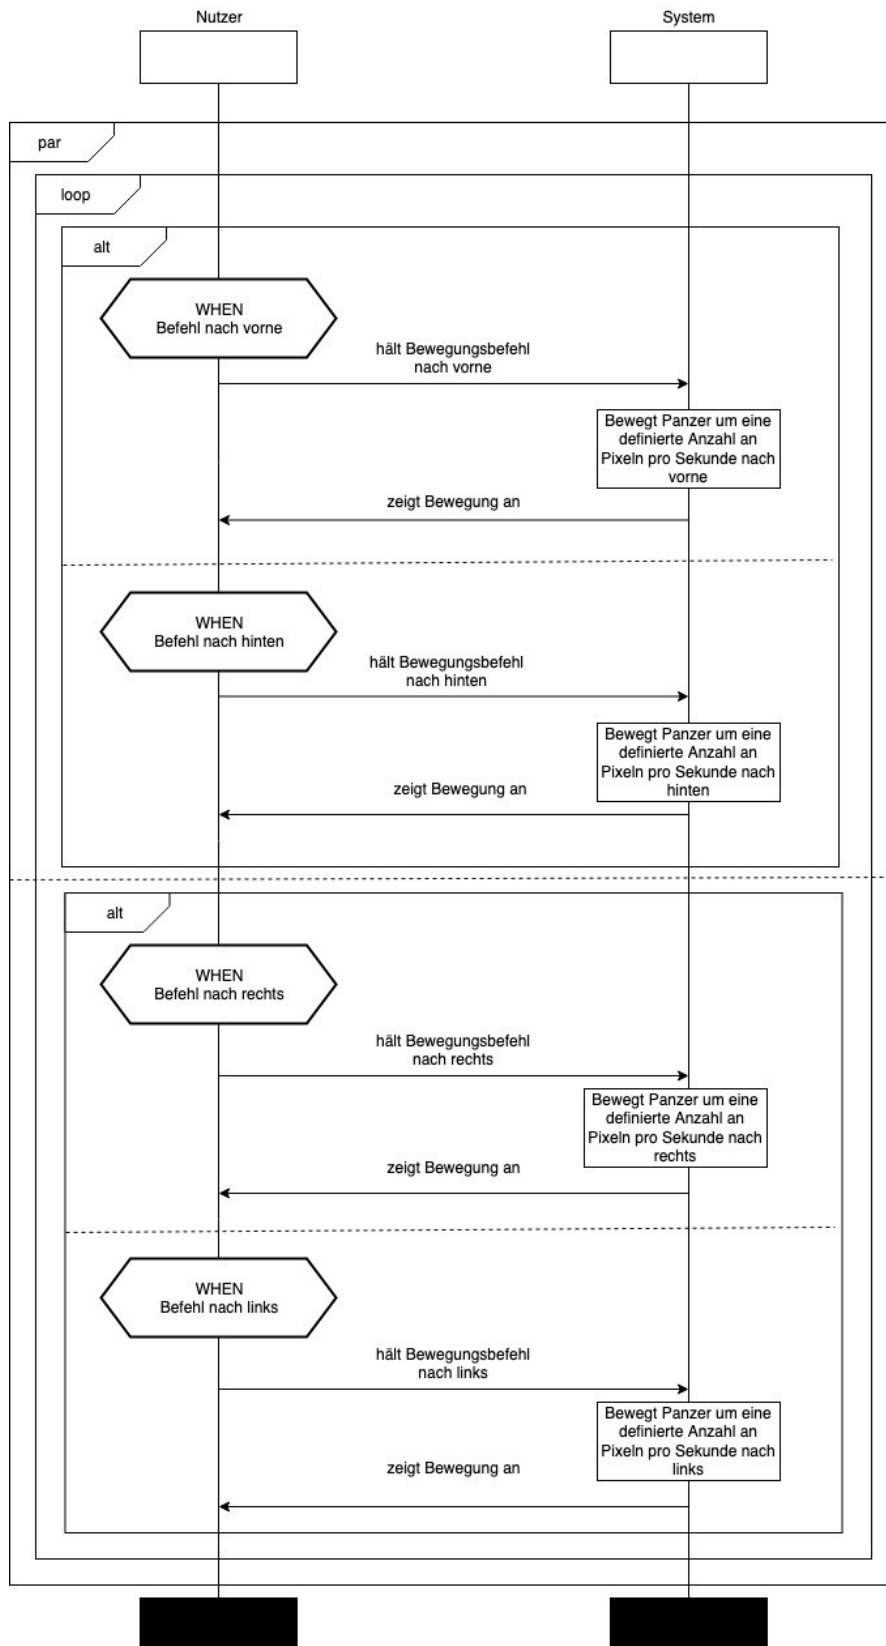 Nutzer
System
par
loop
alt
WHEN
Befehl nach vorne
hält Bewegungsbefehl
nach vorne
Bewegt Panzer um eine
definierte Anzahl an
Pixeln pro Sekunde nach
vorne
zeigt Bewegung an
WHEN
Befehl nach hinten
hält Bewegungsbefehl
nach hinten
Bewegt Panzer um eine
definierte Anzahl an
Pixeln pro Sekunde nach
hinten
zeigt Bewegung an
alt
WHEN
Befehl nach rechts
hält Bewegungsbefehl
nach rechts
Bewegt Panzer um eine
definierte Anzahl an
Pixeln pro Sekunde nach
rechts
zeigt Bewegung an
WHEN
Befehl nach links
hält Bewegungsbefehl
nach links
Bewegt Panzer um eine
definierte Anzahl an
Pixeln pro Sekunde nach
links
zeigt Bewegung an